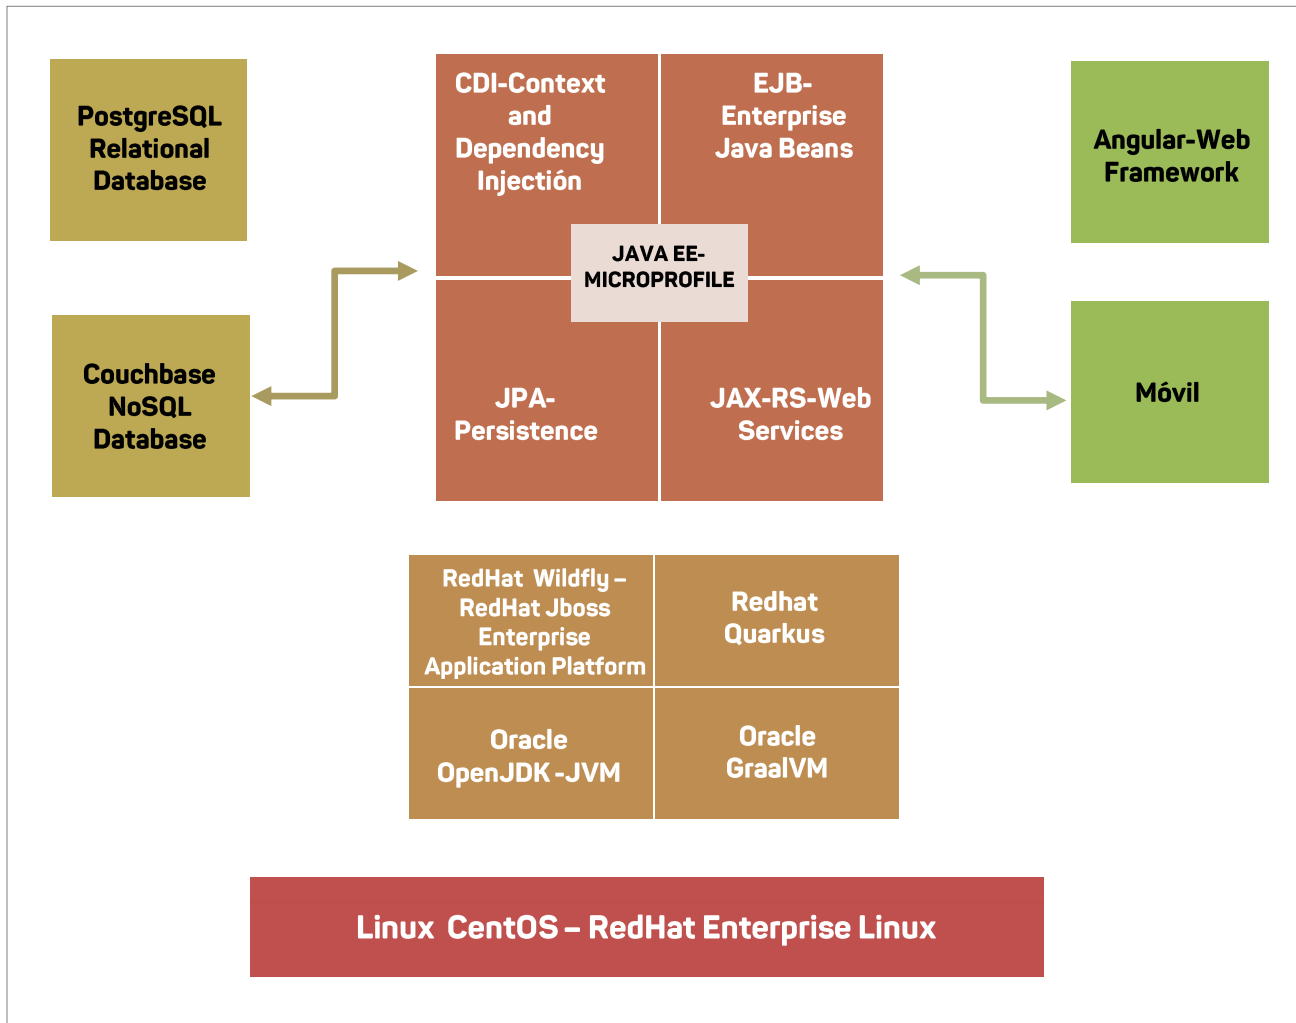 PostgreSQL
Relational
Database
Couchbase
NoSQL
Database
CDI-Context
and
Dependency
Injectión
EJB-
Enterprise
Java Beans
JAVA EE-
MICROPROFILE
JPA-
Persistence
JAX-RS-Web
Services
Angular-Web
Framework
Móvil
RedHat Wildfly –
RedHat Jboss
Enterprise
Application Platform
Redhat
Quarkus
Oracle
OpenJDK -JVM
Oracle
GraalVM
Linux CentOS – RedHat Enterprise Linux